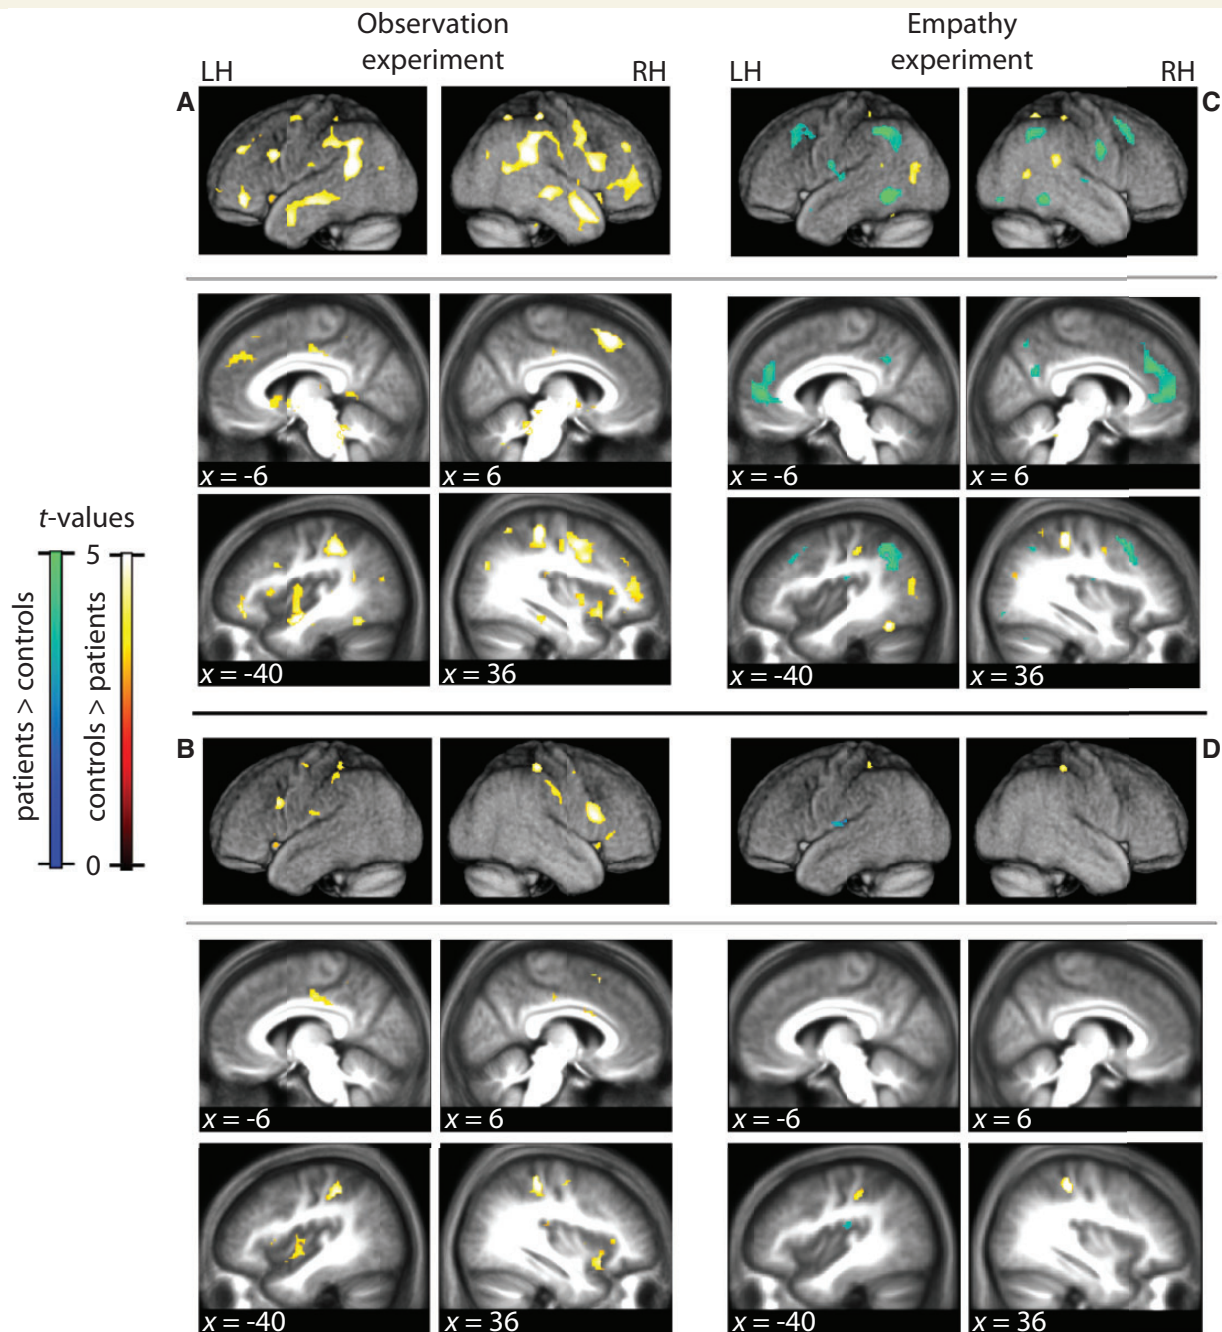 Observation
experiment
Empathy
experiment
LH
RH
LH
RH
A
C
x = -6
x = 6
x = -6
x = 6
x = -40
x = 36
x = -40
x = 36
t-values
5
0
patients > controls
controls > patients
B
D
x = -6
x = 6
x = -6
x = 6
x = -40
x = 36
x = -40
x = 36